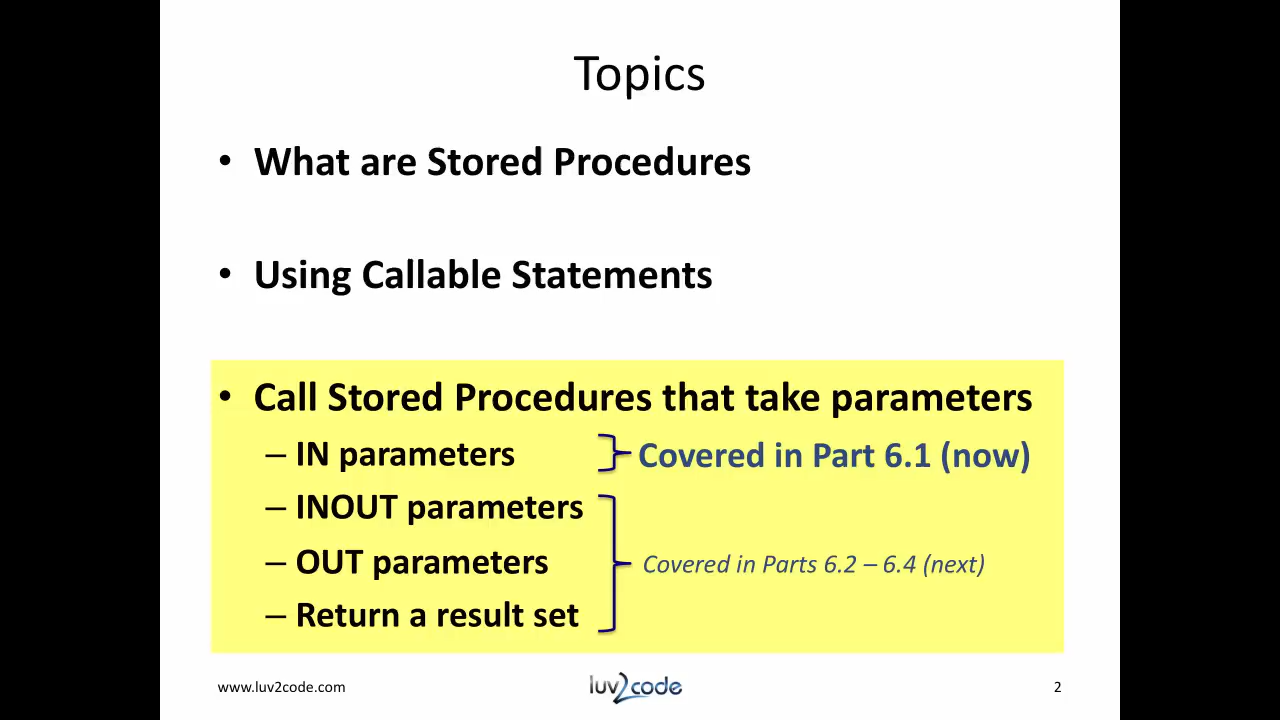 Topics
• What are Stored Procedures
• Using Callable Statements
• Call Stored Procedures that take parameters
– IN parameters Covered in Part 6.1 (now)
– INOUT parameters
– OUT parameters Covered in Parts 6.2 – 6.4 (next)
– Return a result set
www.luv2code.com luv2code 2